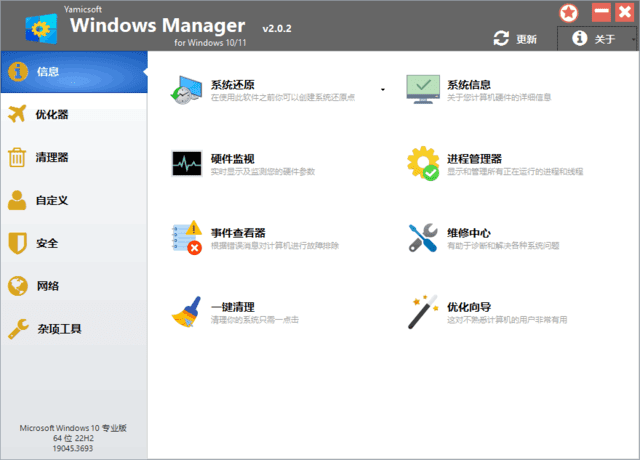 Yamicsoft
Windows Manager v2.0.2
for Windows 10/11
更新
关于
信息
优化器
清理器
自定义
安全
网络
杂项工具
Microsoft Windows 10 专业版
64 位 22H2
19045.3693
系统还原
在使用此软件之前你可以创建系统还原点
系统信息
关于您计算机硬件的详细信息
硬件监视
实时显示及监测您的硬件参数
进程管理器
显示和管理所有正在运行的进程和线程
事件查看器
根据错误消息对计算机进行故障排除
维修中心
有助于诊断和解决各种系统问题
一键清理
清理你的系统只需一点击
优化向导
这对不熟悉计算机的用户非常有用